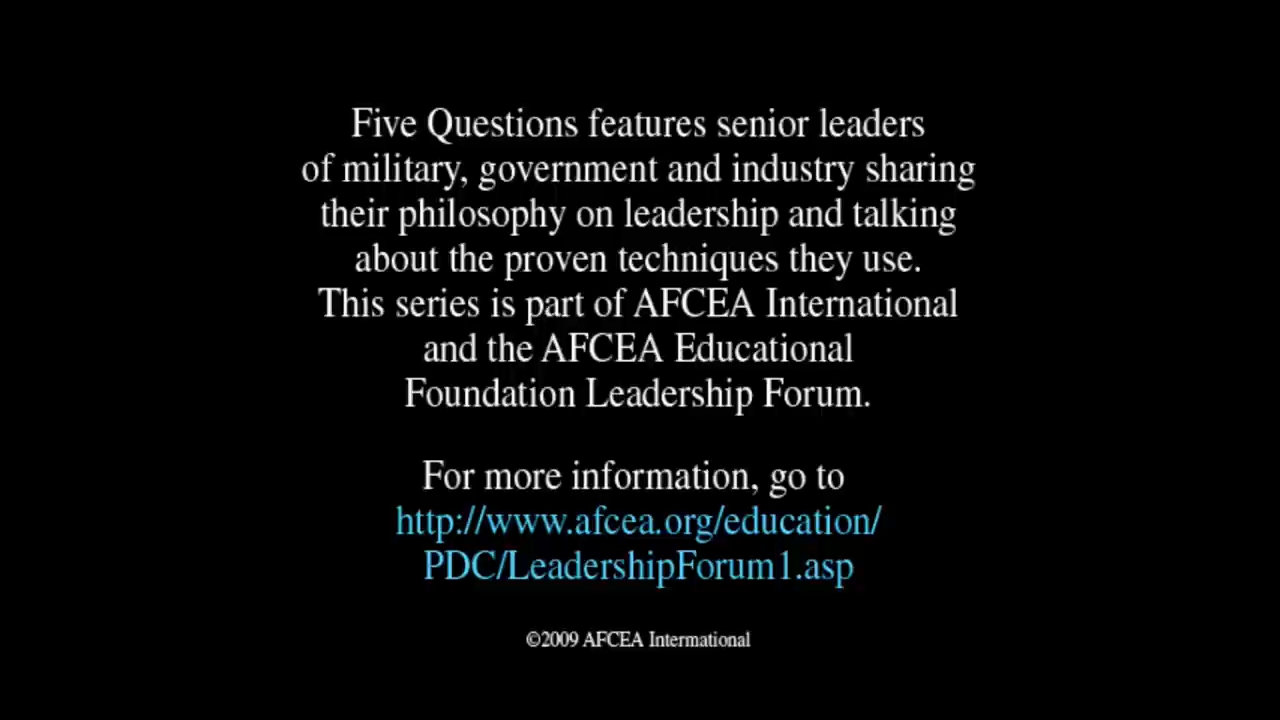 Five Questions features senior leaders
of military, government and industry sharing
their philosophy on leadership and talking
about the proven techniques they use.
This series is part of AFCEA International
and the AFCEA Educational
Foundation Leadership Forum.
For more information, go to
http://www.afcea.org/education/
PDC/LeadershipForum1.asp
©2009 AFCEA Intermational